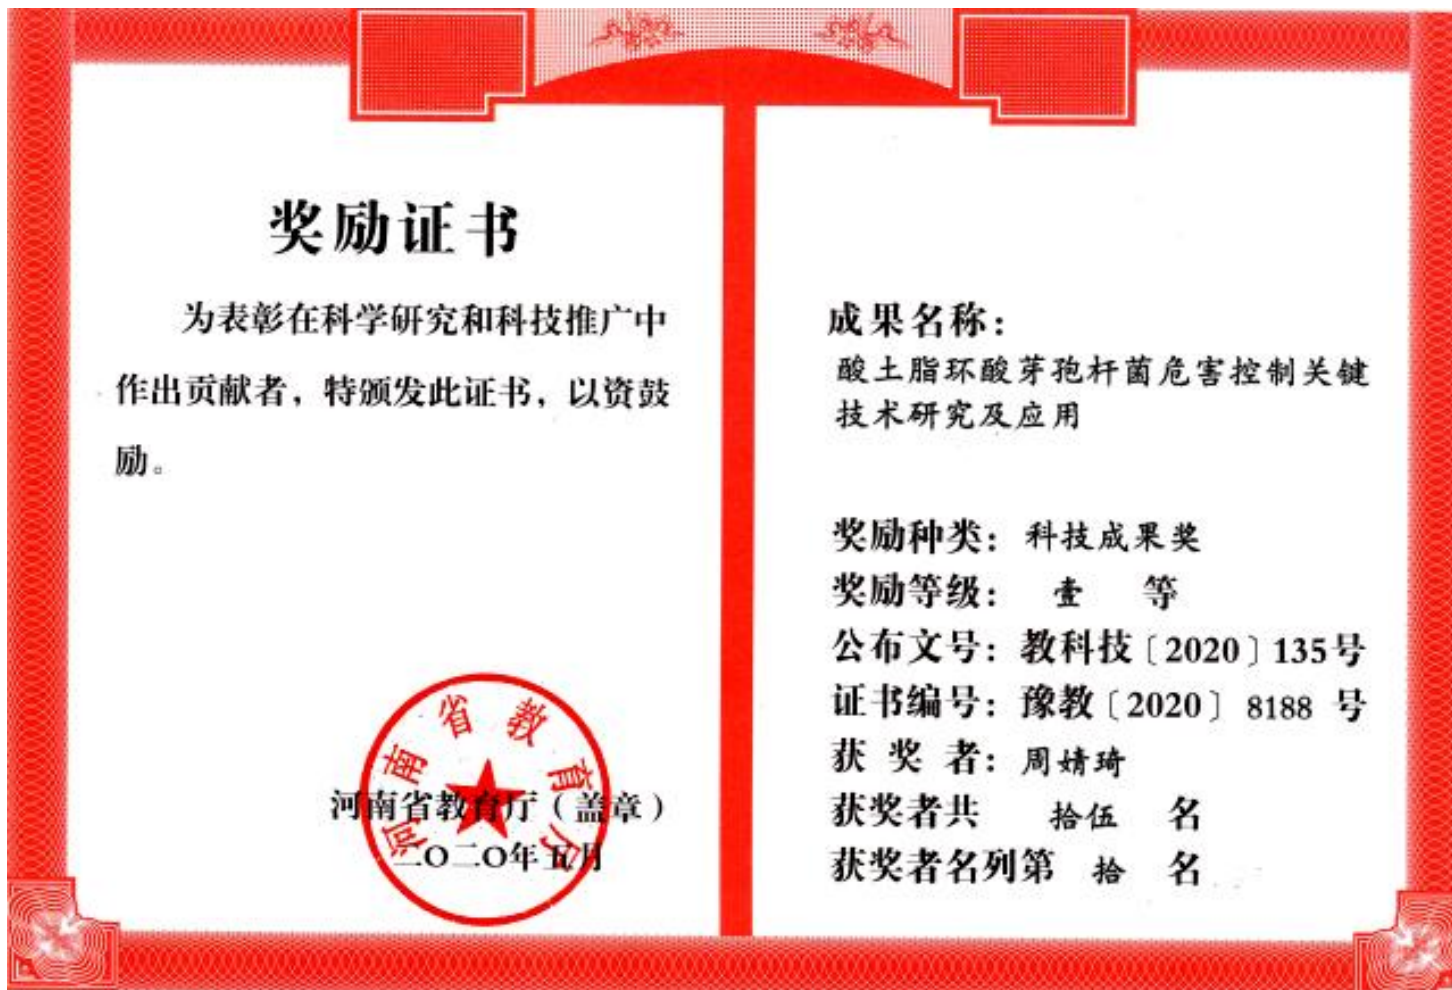 奖励证书
为表彰在科学研究和科技推广中
作出贡献者，特颁发此证书，以资鼓
励。
河南省教育厅
河南省教育厅（盖章）
二〇二〇年五月
成果名称：
酸土脂环酸芽孢杆菌危害控制关键
技术研究及应用
奖励种类：科技成果奖
奖励等级：壹 等
公布文号：教科技〔2020〕135号
证书编号：豫教〔2020〕8188 号
获 奖 者：周婧琦
获奖者共 拾伍 名
获奖者名列第 拾 名